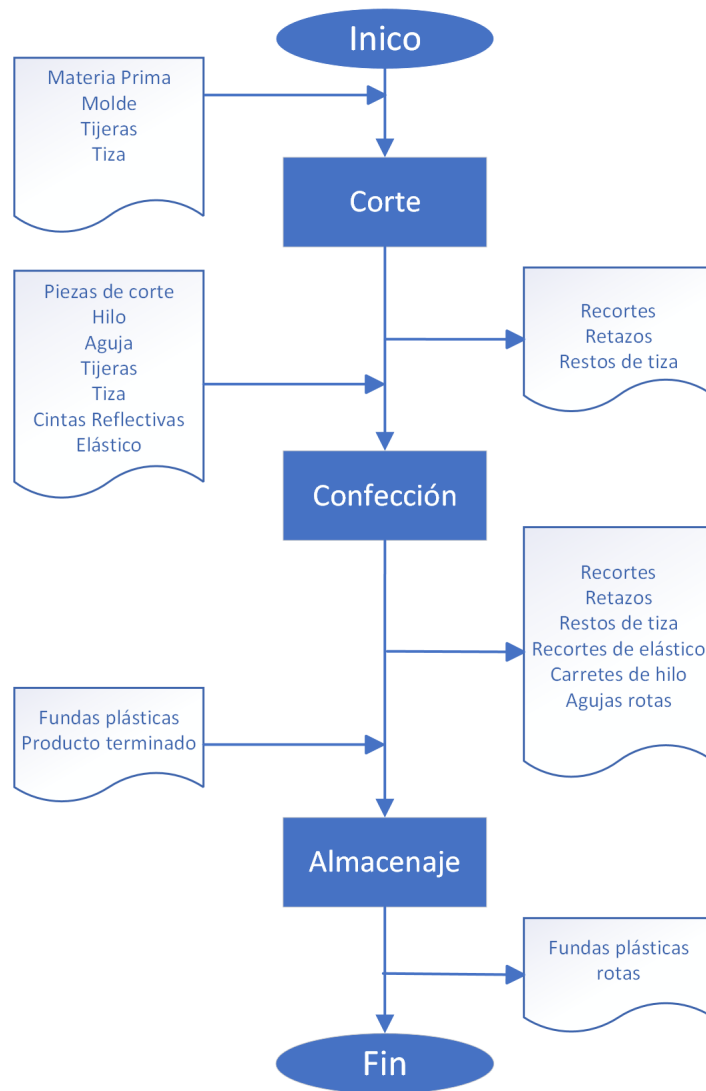 Inico
Materia Prima
Molde
Tijeras
Tiza
Corte
Piezas de corte
Hilo
Aguja
Tijeras
Tiza
Cintas Reflectivas
Elástico
Recortes
Retazos
Restos de tiza
Confección
Recortes
Retazos
Restos de tiza
Recortes de elástico
Carretes de hilo
Agujas rotas
Fundas plásticas
Producto terminado
Almacenaje
Fundas plásticas
rotas
Fin